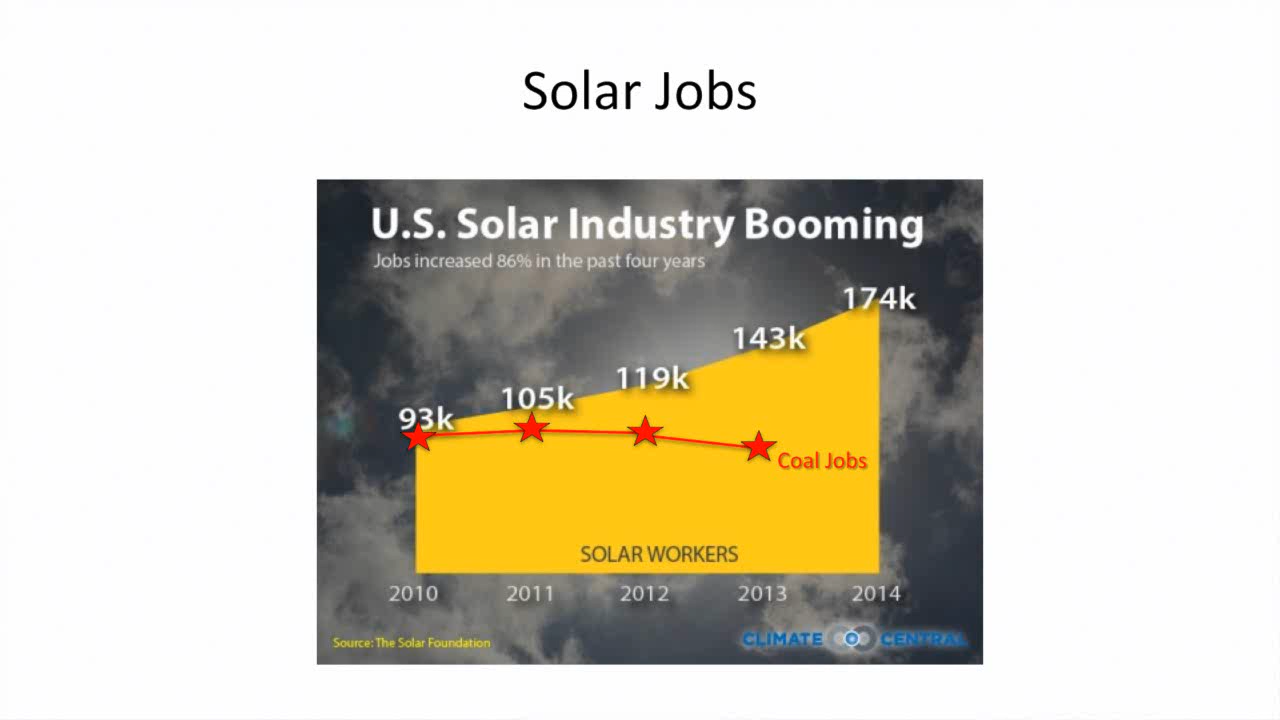 Solar Jobs
U.S. Solar Industry Booming
Jobs increased 86% in the past four years
174k
143k
119k
105k
93k
Coal Jobs
SOLAR WORKERS
2010 2011 2012 2013 2014
Source: The Solar Foundation
CLIMATE CENTRAL